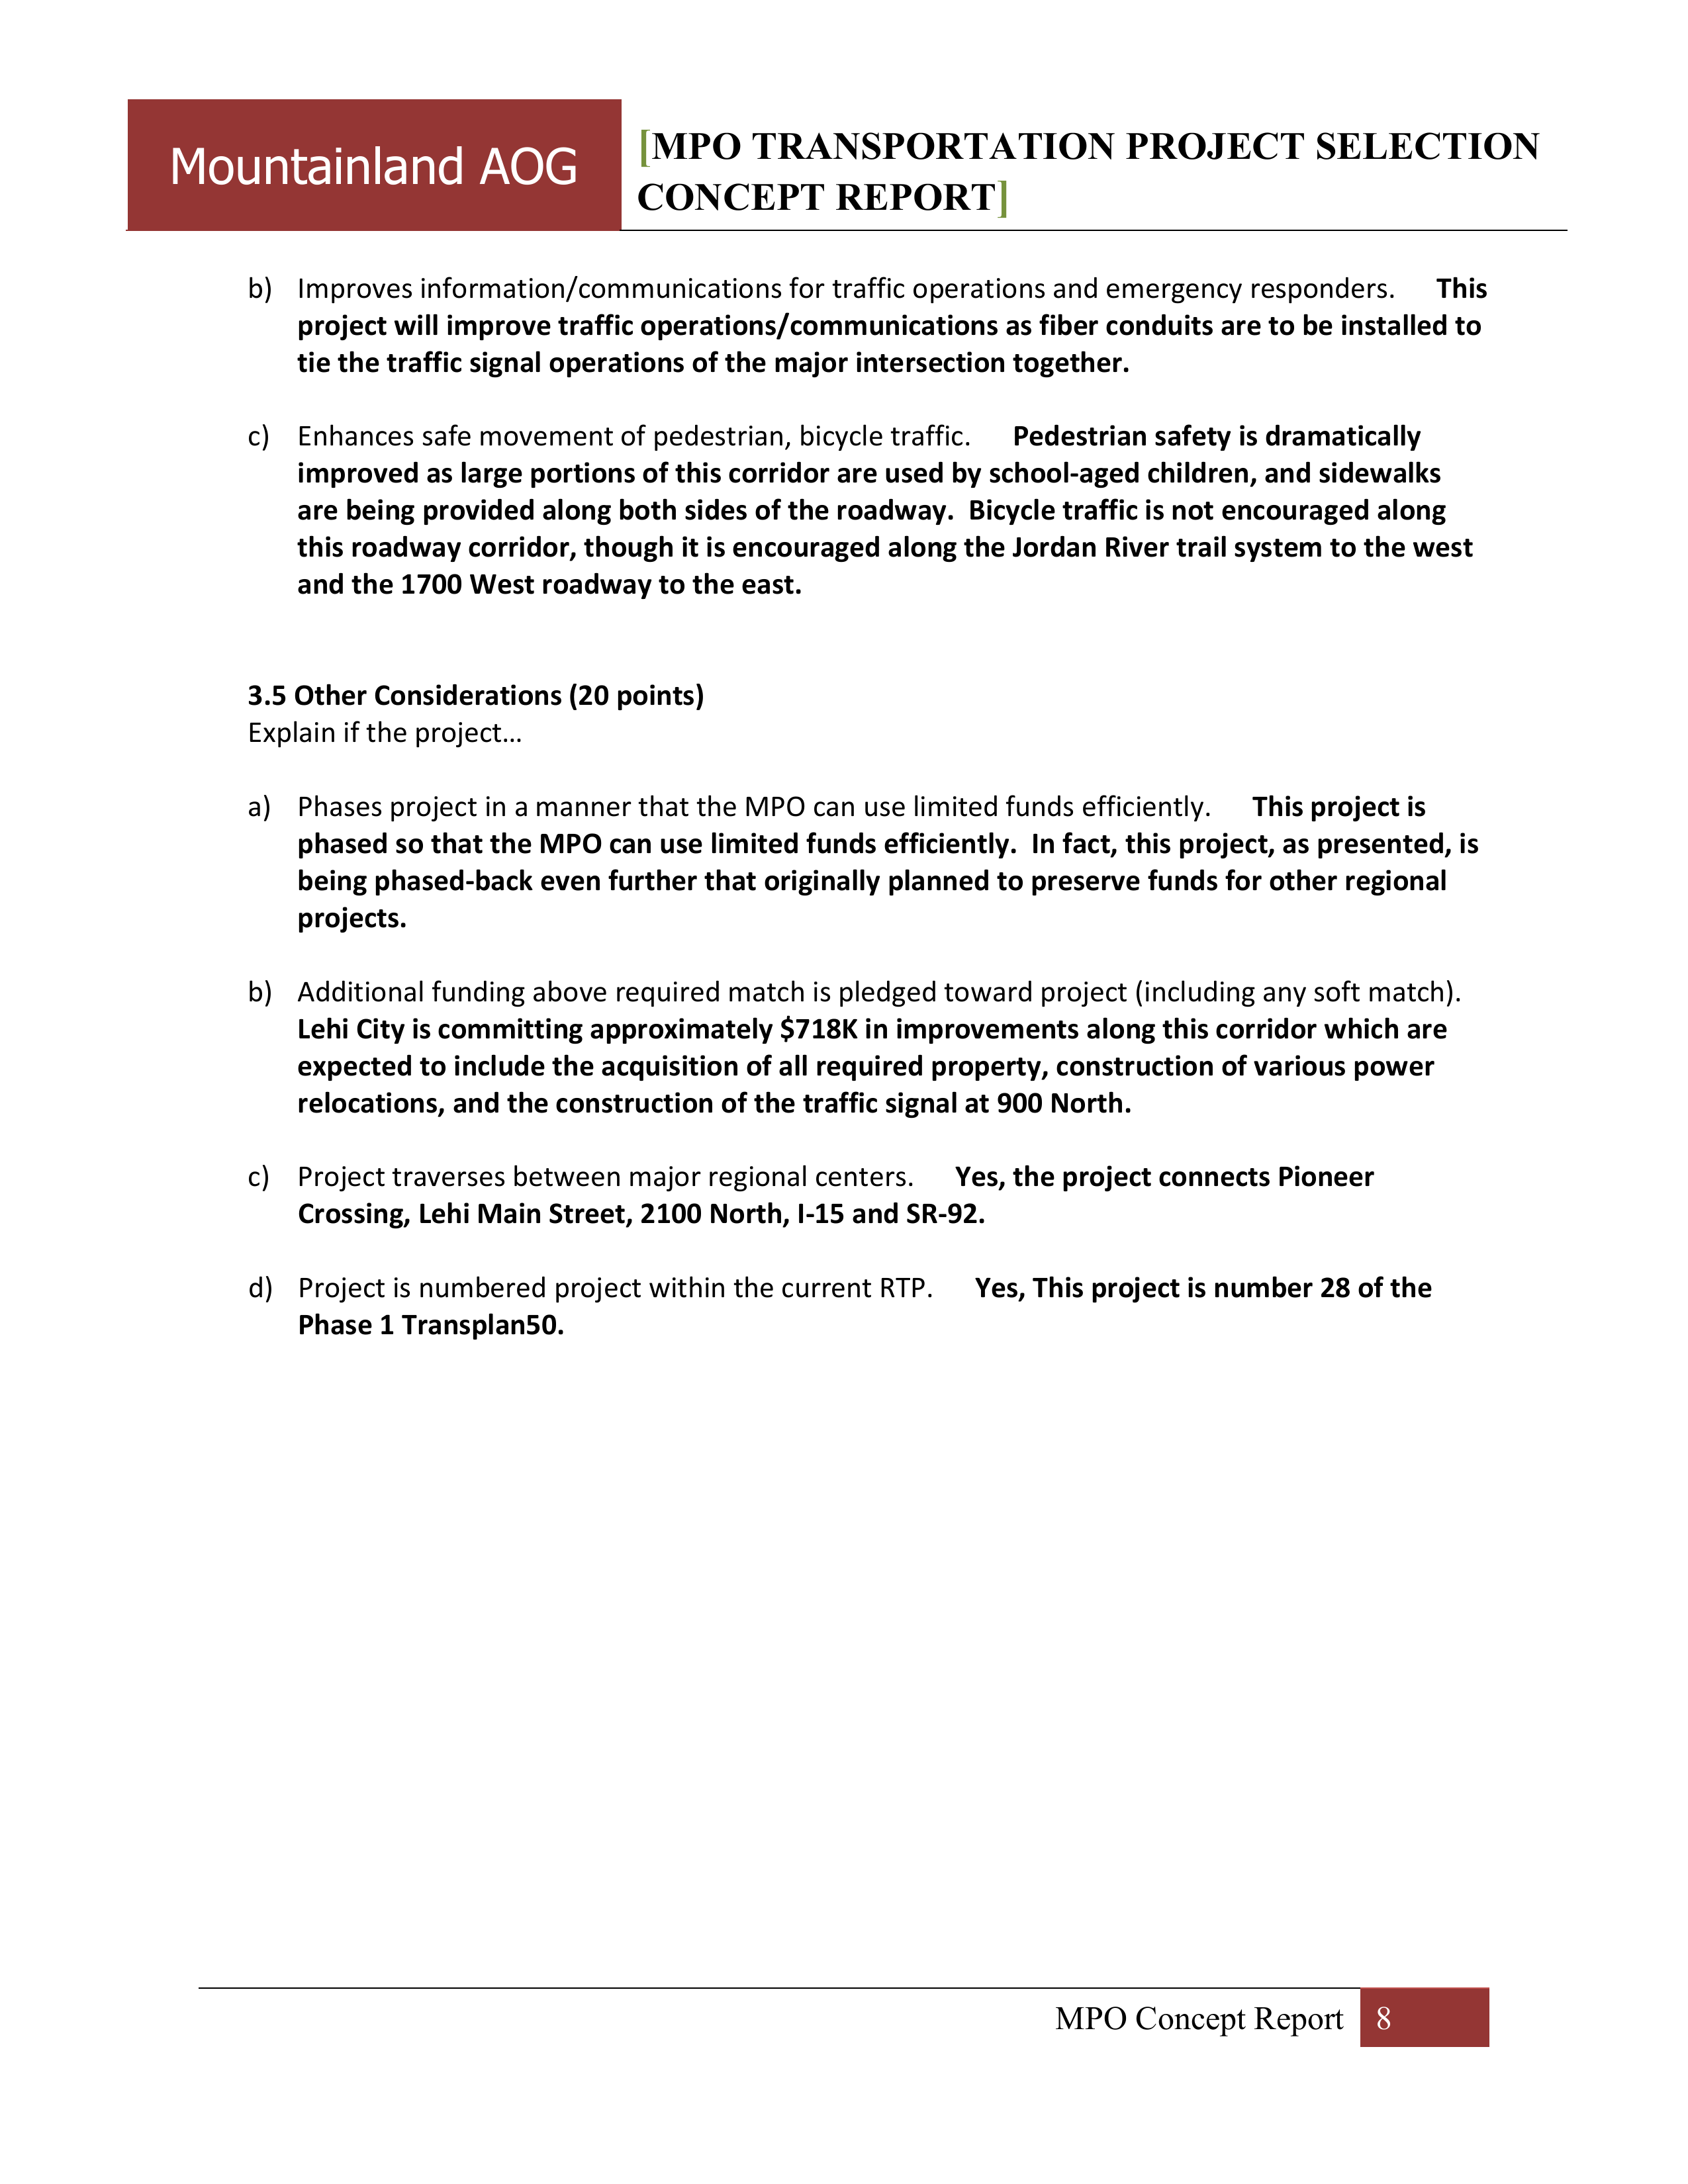 Mountainland AOG
[MPO TRANSPORTATION PROJECT SELECTION
CONCEPT REPORT]
b) Improves information/communications for traffic operations and emergency responders. This
project will improve traffic operations/communications as fiber conduits are to be installed to
tie the traffic signal operations of the major intersection together.
c) Enhances safe movement of pedestrian, bicycle traffic. Pedestrian safety is dramatically
improved as large portions of this corridor are used by school-aged children, and sidewalks
are being provided along both sides of the roadway. Bicycle traffic is not encouraged along
this roadway corridor, though it is encouraged along the Jordan River trail system to the west
and the 1700 West roadway to the east.
3.5 Other Considerations (20 points)
Explain if the project…
a) Phases project in a manner that the MPO can use limited funds efficiently. This project is
phased so that the MPO can use limited funds efficiently. In fact, this project, as presented, is
being phased-back even further that originally planned to preserve funds for other regional
projects.
b) Additional funding above required match is pledged toward project (including any soft match).
Lehi City is committing approximately $718K in improvements along this corridor which are
expected to include the acquisition of all required property, construction of various power
relocations, and the construction of the traffic signal at 900 North.
c) Project traverses between major regional centers. Yes, the project connects Pioneer
Crossing, Lehi Main Street, 2100 North, I-15 and SR-92.
d) Project is numbered project within the current RTP. Yes, This project is number 28 of the
Phase 1 Transplan50.
MPO Concept Report 8